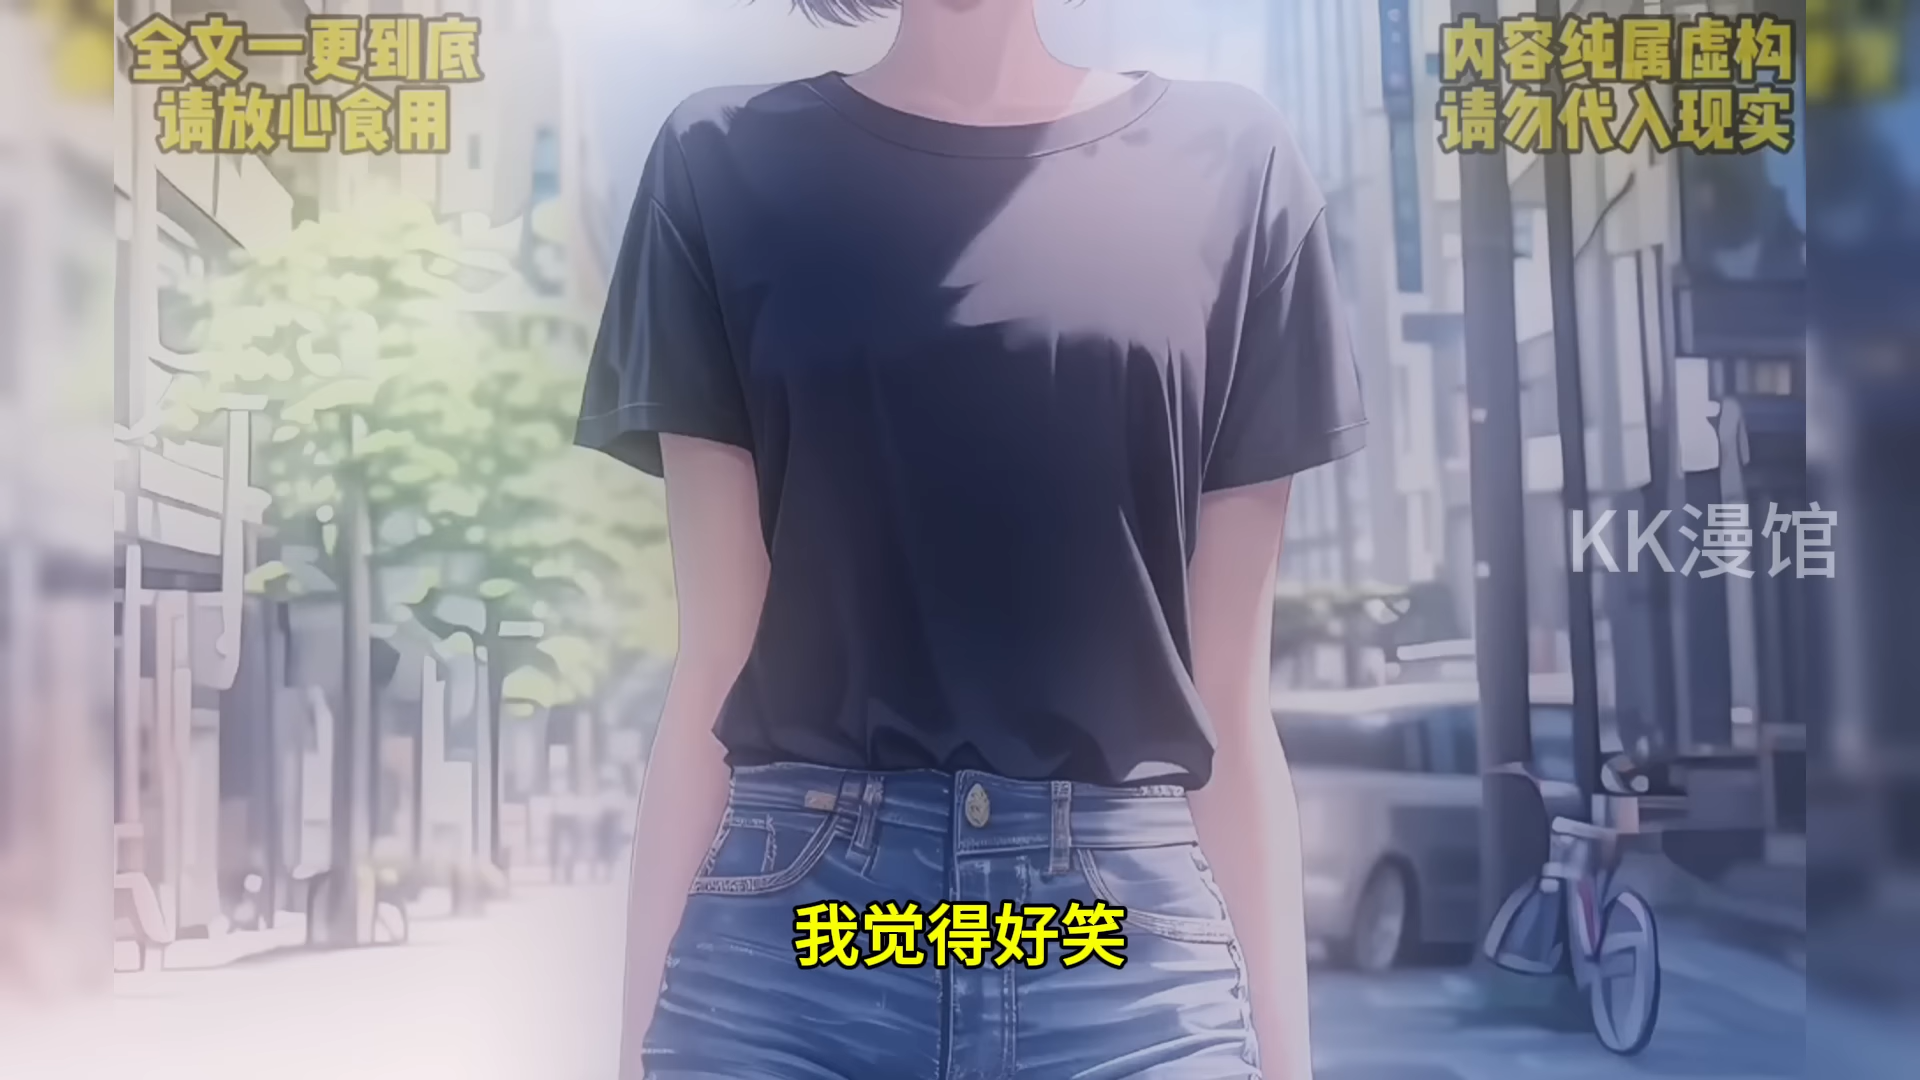 全文一更到底
请放心食用
内容纯属虚构
请勿代入现实
KK漫馆
我觉得好笑